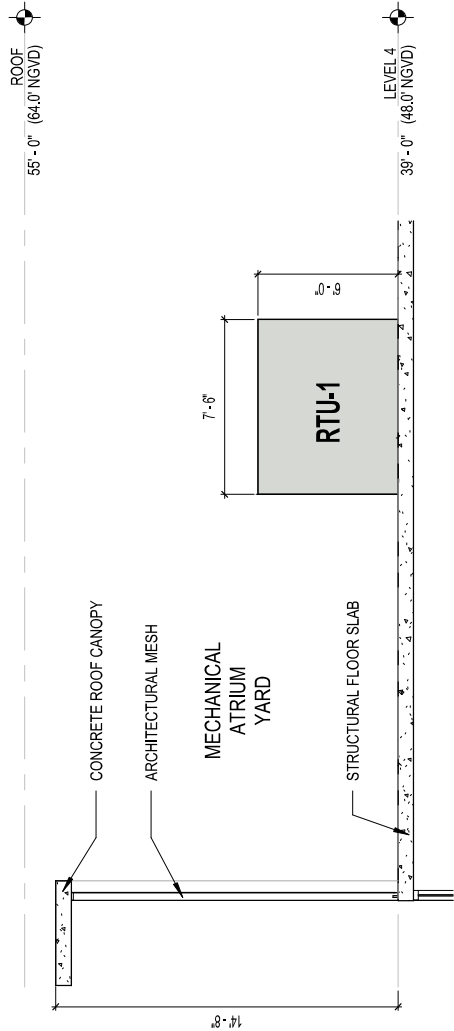 ROOF
55' - 0" (64.0' NGVD)
LEVEL 4
39' - 0" (48.0' NGVD)
6' - 0"
7' - 6"
RTU-1
CONCRETE ROOF CANOPY
ARCHITECTURAL MESH
MECHANICAL
ATRIUM
YARD
STRUCTURAL FLOOR SLAB
14' - 8"